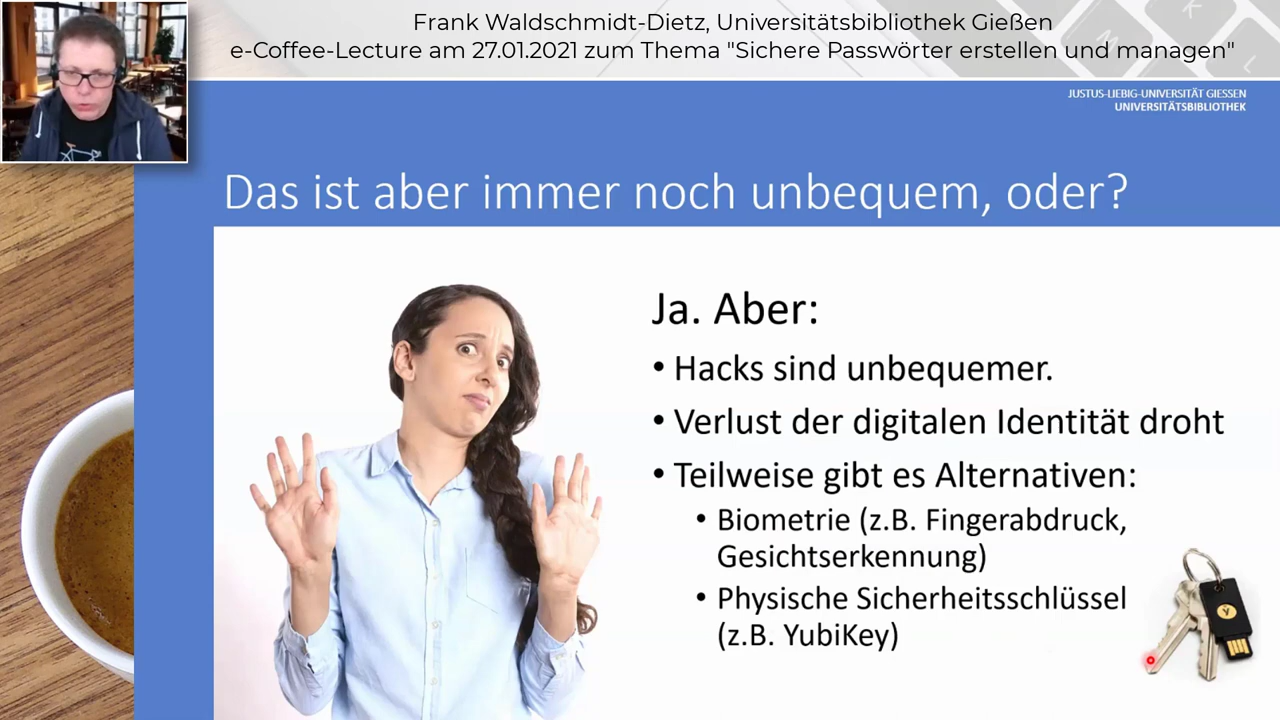 Frank Waldschmidt-Dietz, Universitätsbibliothek Gießen
e-Coffee-Lecture am 27.01.2021 zum Thema "Sichere Passwörter erstellen und managen"
JUSTUS-LIEBIG-UNIVERSITÄT GIESSEN
UNIVERSITÄTSBIBLIOTHEK
Das ist aber immer noch unbequem, oder?
Ja. Aber:
• Hacks sind unbequemer.
• Verlust der digitalen Identität droht
• Teilweise gibt es Alternativen:
• Biometrie (z.B. Fingerabdruck,
Gesichtserkennung)
• Physische Sicherheitsschlüssel
(z.B. YubiKey)